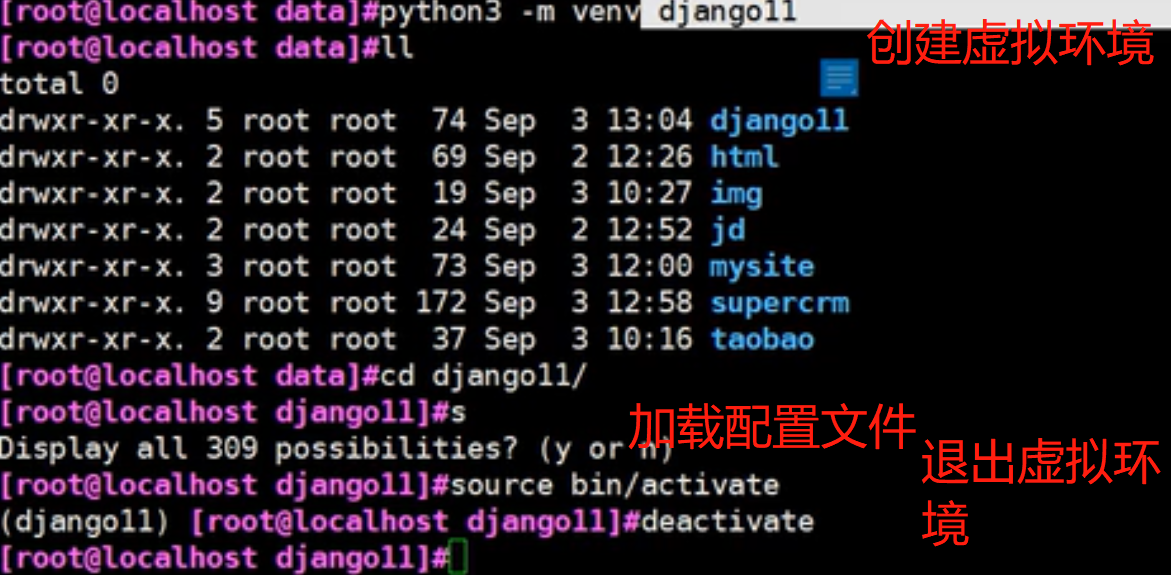 [root@localhost data]#python3 -m venv django11
创建虚拟环境
[root@localhost data]#ll
total 0
drwxr-xr-x. 5 root root  74 Sep  3 13:04 django11
drwxr-xr-x. 2 root root  69 Sep  2 12:26 html
drwxr-xr-x. 2 root root  19 Sep  3 10:27 img
drwxr-xr-x. 2 root root  24 Sep  2 12:52 jd
drwxr-xr-x. 3 root root  73 Sep  3 12:00 mysite
drwxr-xr-x. 9 root root 172 Sep  3 12:58 supercrm
drwxr-xr-x. 2 root root  37 Sep  3 10:16 taobao
[root@localhost data]#cd django11/
[root@localhost django11]#s
加载配置文件
Display all 309 possibilities? (y or n)
退出虚拟环
境
[root@localhost django11]#source bin/activate
(django11) [root@localhost django11]#deactivate
[root@localhost django11]#